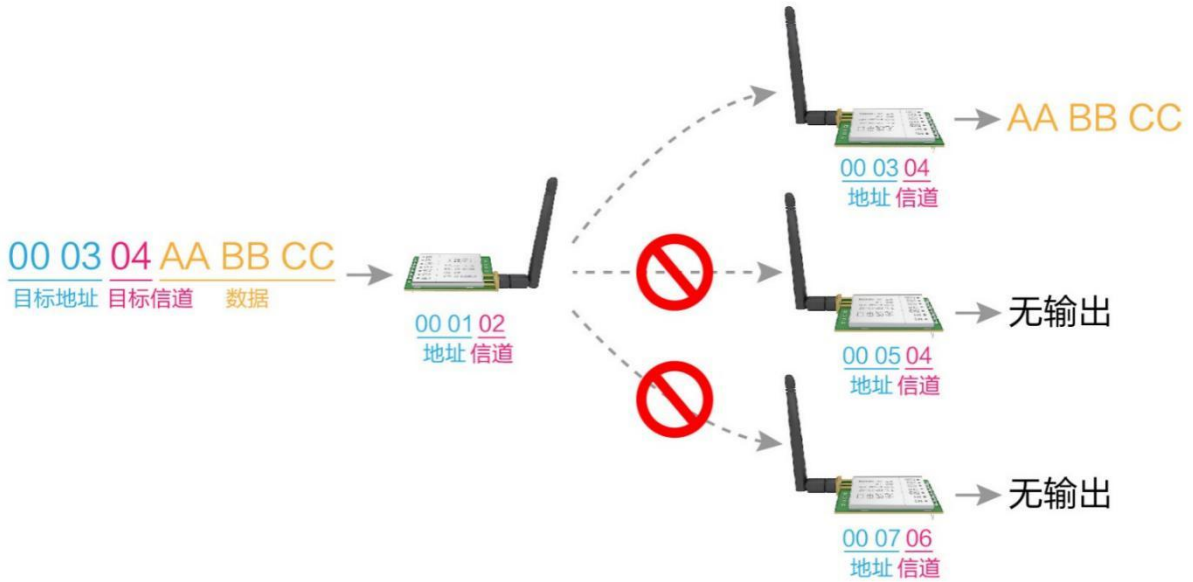 00 03 04 AA BB CC
目标地址 目标信道 数据
00 01 02
地址 信道
AA BB CC
00 03 04
地址 信道
无输出
00 05 04
地址 信道
无输出
00 07 06
地址 信道